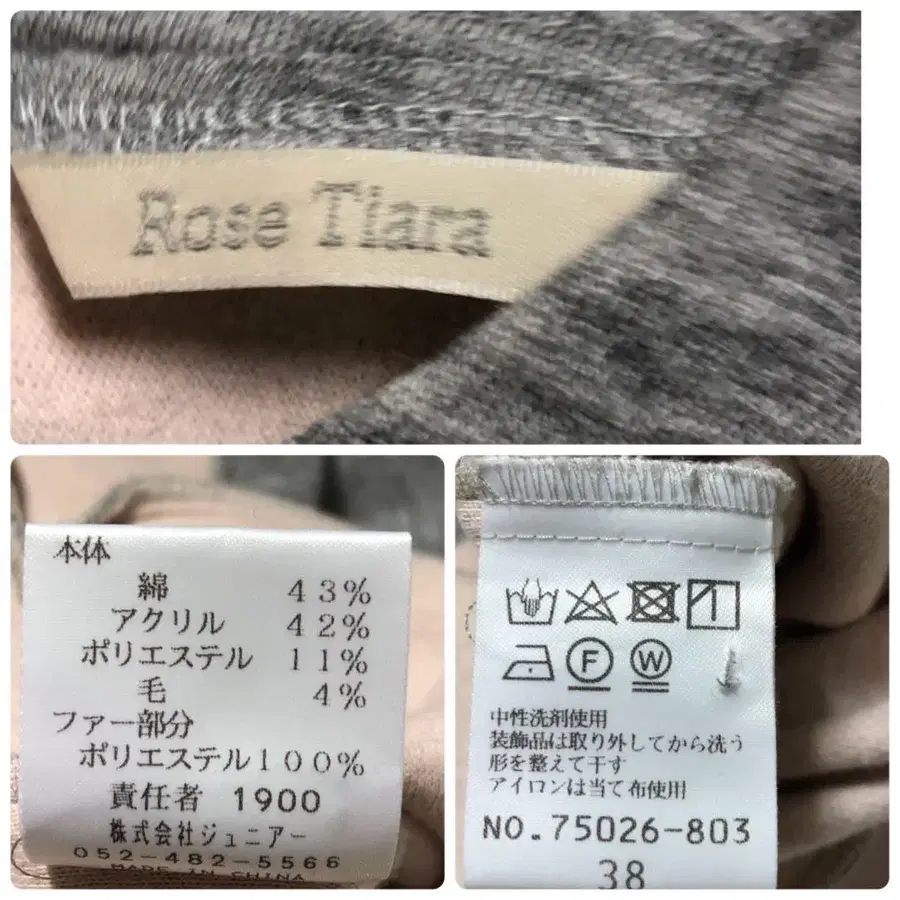 Rose Tiara
本体
綿 43%
アクリル 42%
ポリエステル 11%
毛 4%
ファー部分
ポリエステル100%
責任者 1900
株式会社ジュニアー
052-482-5566
MADE IN CHINA
F W
中性洗剤使用
装飾品は取り外してから洗う
形を整えて干す
アイロンは当て布使用
NO.75026-803
38